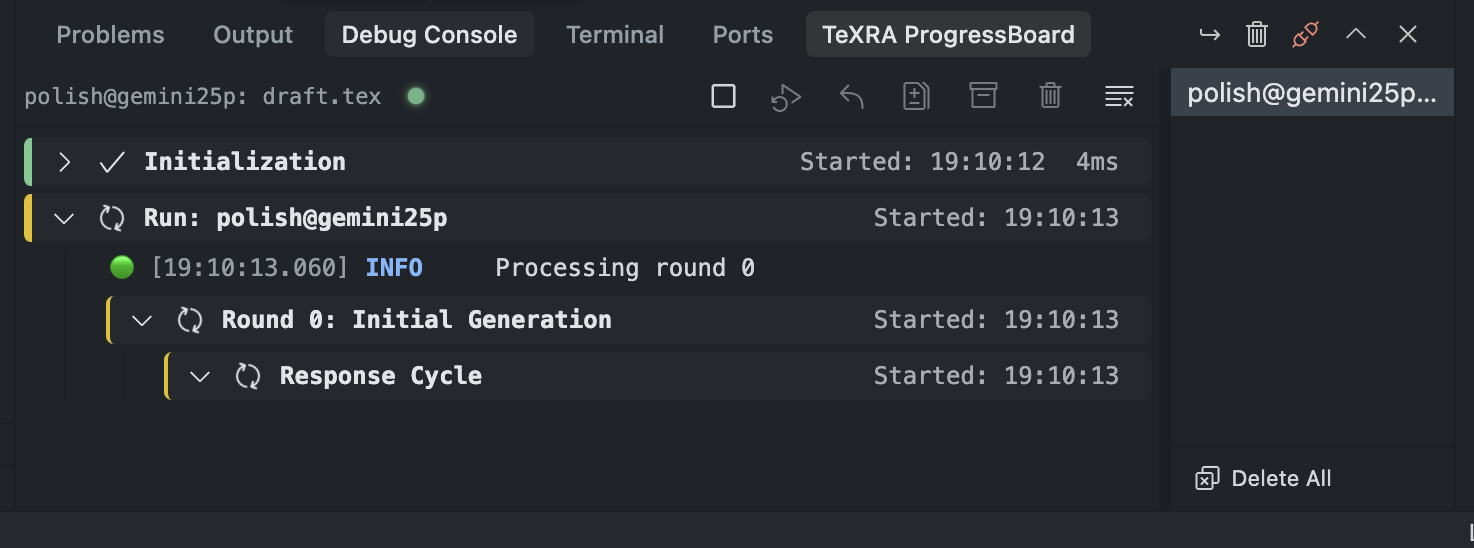 Problems Output Debug Console Terminal Ports TeXRA ProgressBoard
polish@gemini25p: draft.tex
polish@gemini25p...
Initialization Started: 19:10:12 4ms
Run: polish@gemini25p Started: 19:10:13
[19:10:13.060] INFO Processing round 0
Round 0: Initial Generation Started: 19:10:13
Response Cycle Started: 19:10:13
Delete All